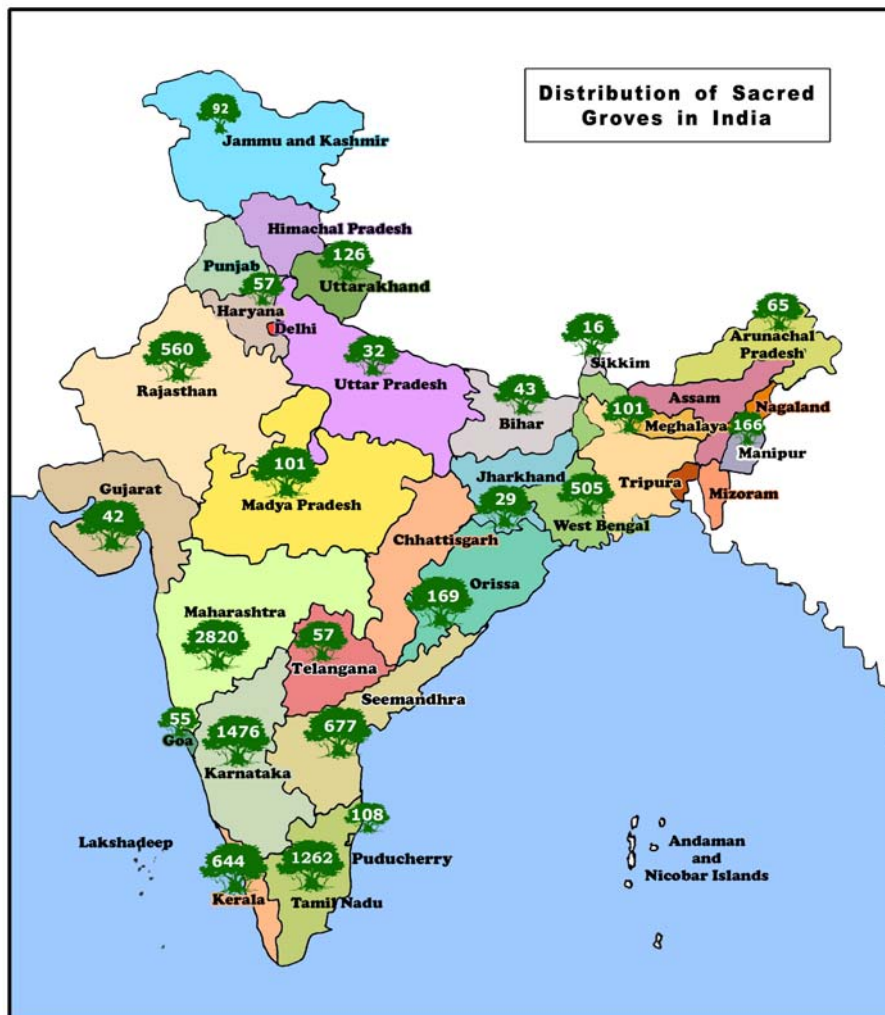 Distribution of Sacred
Groves in India
92
Jammu and Kashmir
Himachal Pradesh
Punjab
126
Uttarakhand
57
Haryana
Delhi
560
Rajasthan
32
Uttar Pradesh
16
Sikkim
65
Arunachal
Pradesh
43
Bihar
Assam
Nagaland
101
Meghalaya
166
Manipur
101
Madya Pradesh
Gujarat
42
Jharkhand
29
505
West Bengal
Tripura
Mizoram
Chhattisgarh
Orissa
169
Maharashtra
2820
57
Telangana
Seemandhra
55
Goa
1476
Karnataka
677
108
Puducherry
Lakshadeep
644
Kerala
1262
Tamil Nadu
Andaman
and
Nicobar Islands